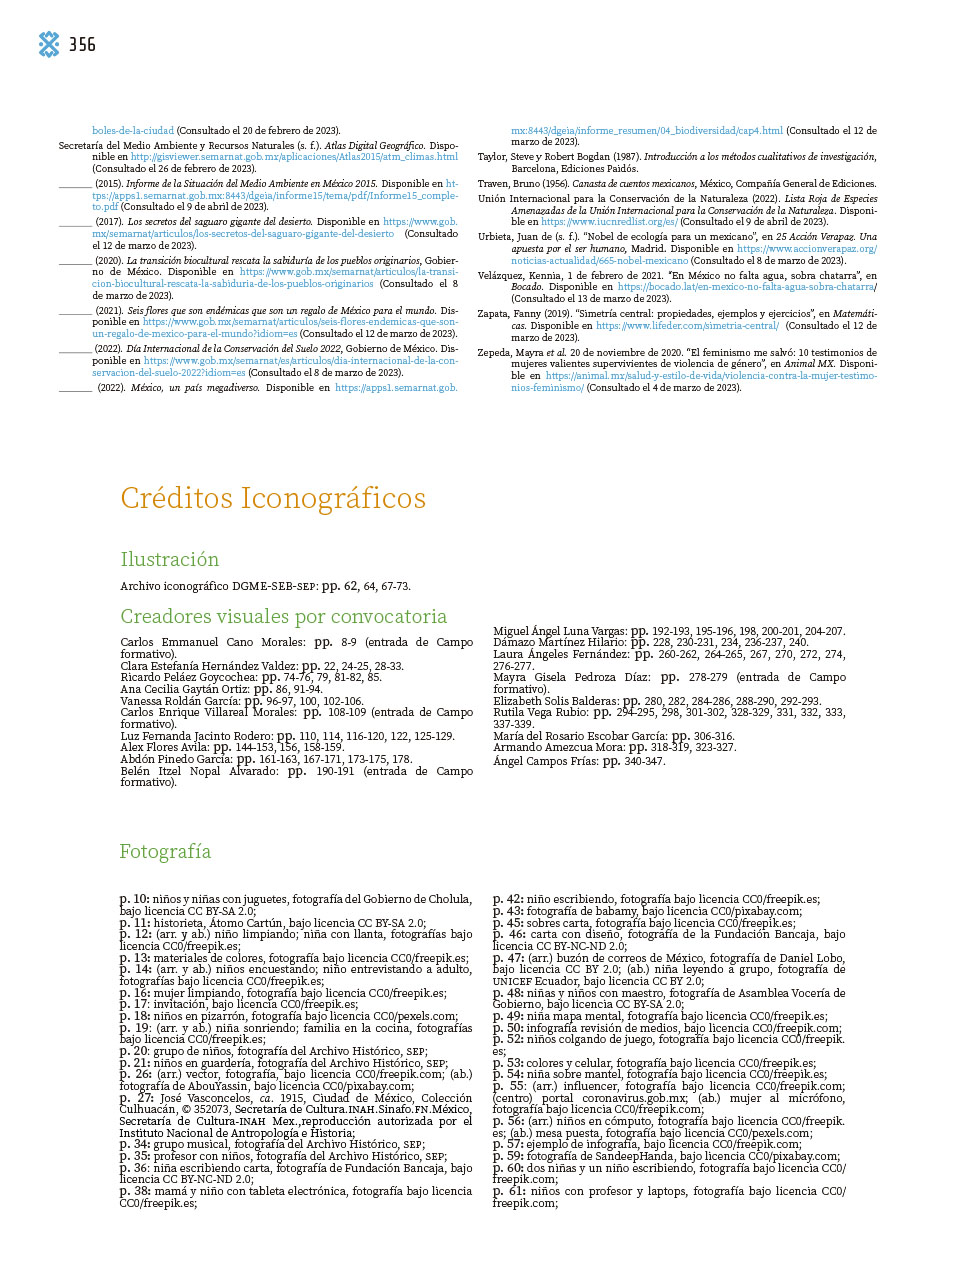 356
boles-de-la-ciudad (Consultado el 20 de febrero de 2023).
Secretaría del Medio Ambiente y Recursos Naturales (s. f.). Atlas Digital Geográfico. Dispo-
nible en http://gisviewer.semarnat.gob.mx/aplicaciones/Atlas2015/atm_climas.html
(Consultado el 26 de febrero de 2023).
______ (2015). Informe de la Situación del Medio Ambiente en México 2015. Disponible en ht-
tps://apps1.semarnat.gob.mx:8443/dgeia/informe15/tema/pdf/Informe15_comple-
to.pdf (Consultado el 9 de abril de 2023).
______ (2017). Los secretos del saguaro gigante del desierto. Disponible en https://www.gob.
mx/semarnat/articulos/los-secretos-del-saguaro-gigante-del-desierto (Consultado
el 12 de marzo de 2023).
______ (2020). La transición biocultural rescata la sabiduría de los pueblos originarios, Gobier-
no de México. Disponible en https://www.gob.mx/semarnat/articulos/la-transi-
cion-biocultural-rescata-la-sabiduria-de-los-pueblos-originarios (Consultado el 8
de marzo de 2023).
______ (2021). Seis flores que son endémicas que son un regalo de México para el mundo. Dis-
ponible en https://www.gob.mx/semarnat/articulos/seis-flores-endemicas-que-son-
un-regalo-de-mexico-para-el-mundo?idiom=es (Consultado el 12 de marzo de 2023).
______ (2022). Día Internacional de la Conservación del Suelo 2022, Gobierno de México. Dis-
ponible en https://www.gob.mx/semarnat/es/articulos/dia-internacional-de-la-con-
servacion-del-suelo-2022?idiom=es (Consultado el 8 de marzo de 2023).
______ (2022). México, un país megadiverso. Disponible en https://apps1.semarnat.gob.
mx:8443/dgeia/informe_resumen/04_biodiversidad/cap4.html (Consultado el 12 de
marzo de 2023).
Taylor, Steve y Robert Bogdan (1987). Introducción a los métodos cualitativos de investigación,
Barcelona, Ediciones Paidós.
Traven, Bruno (1956). Canasta de cuentos mexicanos, México, Compañía General de Ediciones.
Unión Internacional para la Conservación de la Naturaleza (2022). Lista Roja de Especies
Amenazadas de la Unión Internacional para la Conservación de la Naturaleza. Disponi-
ble en https://www.iucnredlist.org/es/ (Consultado el 9 de abril de 2023).
Urbieta, Juan de (s. f.). "Nobel de ecología para un mexicano", en 25 Acción Verapaz. Una
apuesta por el ser humano, Madrid. Disponible en https://www.accionverapaz.org/
noticias-actualidad/665-nobel-mexicano (Consultado el 8 de marzo de 2023).
Velázquez, Kennia, 1 de febrero de 2021. "En México no falta agua, sobra chatarra", en
Bocado. Disponible en https://bocado.lat/en-mexico-no-falta-agua-sobra-chatarra/
(Consultado el 13 de marzo de 2023).
Zapata, Fanny (2019). "Simetría central: propiedades, ejemplos y ejercicios", en Matemáti-
cas. Disponible en https://www.lifeder.com/simetria-central/ (Consultado el 12 de
marzo de 2023).
Zepeda, Mayra et al. 20 de noviembre de 2020. "El feminismo me salvó: 10 testimonios de
mujeres valientes supervivientes de violencia de género", en Animal MX. Disponi-
ble en https://animal.mx/salud-y-estilo-de-vida/violencia-contra-la-mujer-testimo-
nios-feminismo/ (Consultado el 4 de marzo de 2023).
Créditos Iconográficos
Ilustración
Archivo iconográfico DGME-SEB-SEP: pp. 62, 64, 67-73.
Creadores visuales por convocatoria
Carlos Emmanuel Cano Morales: pp. 8-9 (entrada de Campo
formativo).
Clara Estefanía Hernández Valdez: pp. 22, 24-25, 28-33.
Ricardo Peláez Goycochea: pp. 74-76, 79, 81-82, 85.
Ana Cecilia Gaytán Ortiz: pp. 86, 91-94.
Vanessa Roldán García: pp. 96-97, 100, 102-106.
Carlos Enrique Villareal Morales: pp. 108-109 (entrada de Campo
formativo).
Luz Fernanda Jacinto Rodero: pp. 110, 114, 116-120, 122, 125-129.
Alex Flores Avila: pp. 144-153, 156, 158-159.
Abdón Pinedo García: pp. 161-163, 167-171, 173-175, 178.
Belén Itzel Nopal Alvarado: pp. 190-191 (entrada de Campo
formativo).
Miguel Ángel Luna Vargas: pp. 192-193, 195-196, 198, 200-201, 204-207.
Dámazo Martínez Hilario: pp. 228, 230-231, 234, 236-237, 240.
Laura Ángeles Fernández: pp. 260-262, 264-265, 267, 270, 272, 274,
276-277.
Mayra Gisela Pedroza Díaz: pp. 278-279 (entrada de Campo
formativo).
Elizabeth Solis Balderas: pp. 280, 282, 284-286, 288-290, 292-293.
Rutila Vega Rubio: pp. 294-295, 298, 301-302, 328-329, 331, 332, 333,
337-339.
María del Rosario Escobar García: pp. 306-316.
Armando Amezcua Mora: pp. 318-319, 323-327.
Ángel Campos Frías: pp. 340-347.
Fotografía
p. 10: niños y niñas con juguetes, fotografía del Gobierno de Cholula,
bajo licencia CC BY-SA 2.0;
p. 11: historieta, Átomo Cartún, bajo licencia CC BY-SA 2.0;
p. 12: (arr. y ab.) niño limpiando; niña con llanta, fotografías bajo
licencia CC0/freepik.es;
p. 13: materiales de colores, fotografía bajo licencia CC0/freepik.es;
p. 14: (arr. y ab.) niños encuestando; niño entrevistando a adulto,
fotografías bajo licencia CC0/freepik.es;
p. 16: mujer limpiando, fotografía bajo licencia CC0/freepik.es;
p. 17: invitación, bajo licencia CC0/freepik.es;
p. 18: niños en pizarrón, fotografía bajo licencia CC0/pexels.com;
p. 19: (arr. y ab.) niña sonriendo; familia en la cocina, fotografías
bajo licencia CC0/freepik.es;
p. 20: grupo de niños, fotografía del Archivo Histórico, SEP;
p. 21: niños en guardería, fotografía del Archivo Histórico, SEP;
p. 26: (arr.) vector, fotografía, bajo licencia CC0/freepik.com; (ab.)
fotografía de AbouYassin, bajo licencia CC0/pixabay.com;
p. 27: José Vasconcelos, ca. 1915, Ciudad de México, Colección
Culhuacán, © 352073, Secretaría de Cultura.INAH.Sinafo.FN.México,
Secretaría de Cultura-INAH Mex.,reproducción autorizada por el
Instituto Nacional de Antropología e Historia;
p. 34: grupo musical, fotografía del Archivo Histórico, SEP;
p. 35: profesor con niños, fotografía del Archivo Histórico, SEP;
p. 36: niña escribiendo carta, fotografía de Fundación Bancaja, bajo
licencia CC BY-NC-ND 2.0;
p. 38: mamá y niño con tableta electrónica, fotografía bajo licencia
CC0/freepik.es;
p. 42: niño escribiendo, fotografía bajo licencia CC0/freepik.es;
p. 43: fotografía de babamy, bajo licencia CC0/pixabay.com;
p. 45: sobres carta, fotografía bajo licencia CC0/freepik.es;
p. 46: carta con diseño, fotografía de la Fundación Bancaja, bajo
licencia CC BY-NC-ND 2.0;
p. 47: (arr.) buzón de correos de México, fotografía de Daniel Lobo,
bajo licencia CC BY 2.0; (ab.) niña leyendo a grupo, fotografía de
UNICEF Ecuador, bajo licencia CC BY 2.0;
p. 48: niñas y niños con maestro, fotografía de Asamblea Vocería de
Gobierno, bajo licencia CC BY-SA 2.0;
p. 49: niña mapa mental, fotografía bajo licencia CC0/freepik.es;
p. 50: infografía revisión de medios, bajo licencia CC0/freepik.com;
p. 52: niños colgando de juego, fotografía bajo licencia CC0/freepik.
es;
p. 53: colores y celular, fotografía bajo licencia CC0/freepik.es;
p. 54: niña sobre mantel, fotografía bajo licencia CC0/freepik.es;
p. 55: (arr.) influencer, fotografía bajo licencia CC0/freepik.com;
(centro) portal coronavirus.gob.mx; (ab.) mujer al micrófono,
fotografía bajo licencia CC0/freepik.com;
p. 56: (arr.) niños en cómputo, fotografía bajo licencia CC0/freepik.
es; (ab.) mesa puesta, fotografía bajo licencia CC0/pexels.com;
p. 57: ejemplo de infografía, bajo licencia CC0/freepik.com;
p. 59: fotografía de SandeepHanda, bajo licencia CC0/pixabay.com;
p. 60: dos niñas y un niño escribiendo, fotografía bajo licencia CC0/
freepik.com;
p. 61: niños con profesor y laptops, fotografía bajo licencia CC0/
freepik.com;